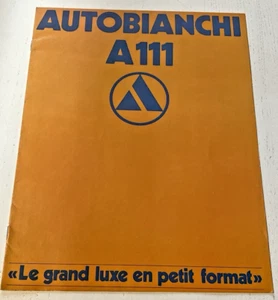 AUTOBIANCHI
A111
«Le grand luxe en petit format»